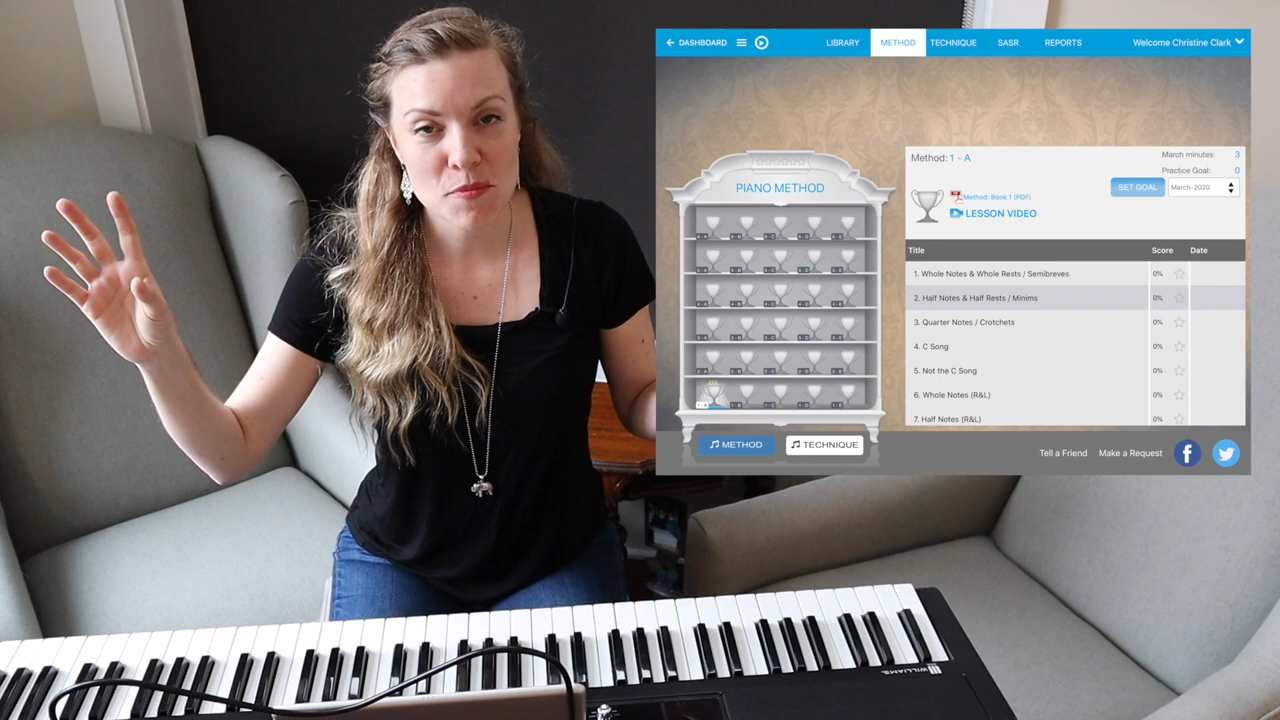 DASHBOARD
LIBRARY
METHOD
TECHNIQUE
SASR
REPORTS
Welcome Christine Clark
PIANO METHOD
METHOD
TECHNIQUE
Method: 1 - A
March minutes: 3
Practice Goal: 0
SET GOAL
March-2020
Method: Book 1 (PDF)
LESSON VIDEO
Title Score Date
1. Whole Notes & Whole Rests / Semibreves 0%
2. Half Notes & Half Rests / Minims 0%
3. Quarter Notes / Crotchets 0%
4. C Song 0%
5. Not the C Song 0%
6. Whole Notes (R&L) 0%
7. Half Notes (R&L) 0%
Tell a Friend Make a Request
WILLIAMS